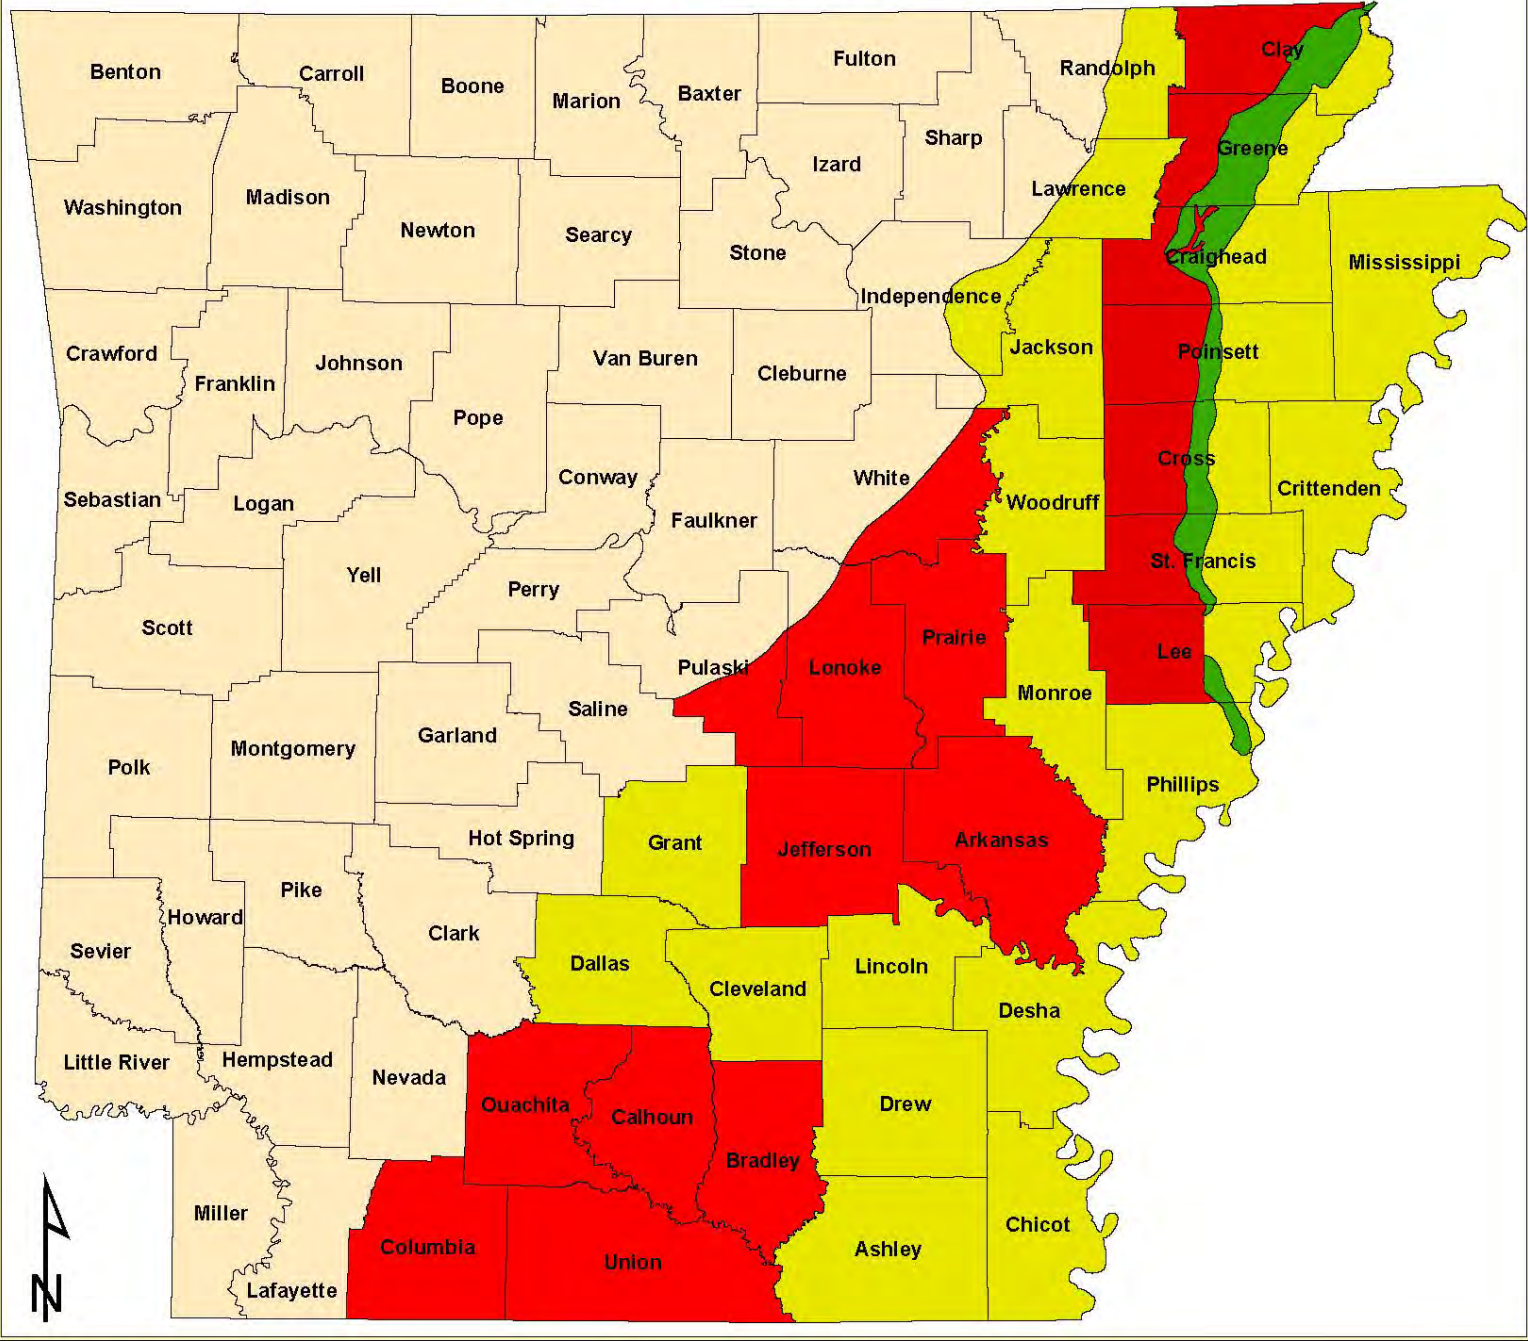 Clay
Benton
Carroll
Boone
Marion
Baxter
Fulton
Randolph
Sharp
Izard
Greene
Lawrence
Washington
Madison
Newton
Searcy
Stone
Craighead
Mississippi
Independence
Jackson
Poinsett
Crawford
Franklin
Johnson
Pope
Van Buren
Cleburne
Cross
Crittenden
Sebastian
Logan
Conway
Faulkner
White
Woodruff
St. Francis
Yell
Perry
Scott
Pulaski
Lonoke
Prairie
Lee
Monroe
Saline
Garland
Montgomery
Polk
Phillips
Hot Spring
Grant
Jefferson
Arkansas
Pike
Howard
Clark
Sevier
Dallas
Cleveland
Lincoln
Desha
Little River
Hempstead
Nevada
Ouachita
Calhoun
Bradley
Drew
Miller
Columbia
Union
Ashley
Chicot
Lafayette
N